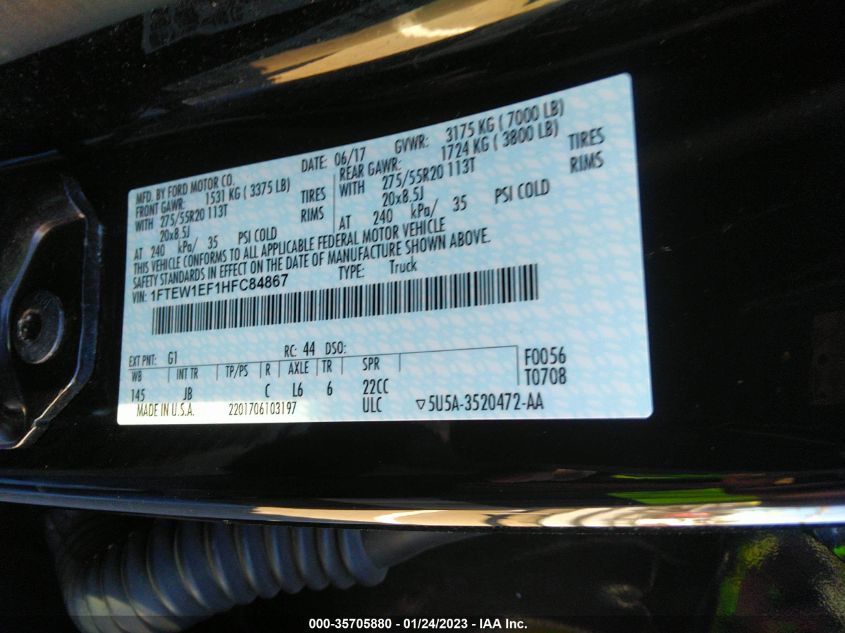 MFD. BY FORD MOTOR CO.
DATE: 06/17 GVWR: 3175 KG ( 7000 LB)
FRONT GAWR: 1531 KG ( 3375 LB)
REAR GAWR: 1724 KG ( 3800 LB)
WITH 275/55R20 113T TIRES
WITH 275/55R20 113T TIRES
20x8.5J RIMS
20x8.5J RIMS
AT 240 kPa/ 35 PSI COLD
AT 240 kPa/ 35 PSI COLD
THIS VEHICLE CONFORMS TO ALL APPLICABLE FEDERAL MOTOR VEHICLE
SAFETY STANDARDS IN EFFECT ON THE DATE OF MANUFACTURE SHOWN ABOVE.
VIN: 1FTEW1EF1HFC84867 TYPE: Truck
EXT PNT: G1 RC: 44 DSO: F0056
WB INT TR TP/PS R AXLE TR SPR T0708
145 JB C L6 6 22CC
MADE IN U.S.A. 2201706103197 ULC ▽5U5A-3520472-AA
000-35705880 - 01/24/2023 - IAA Inc.